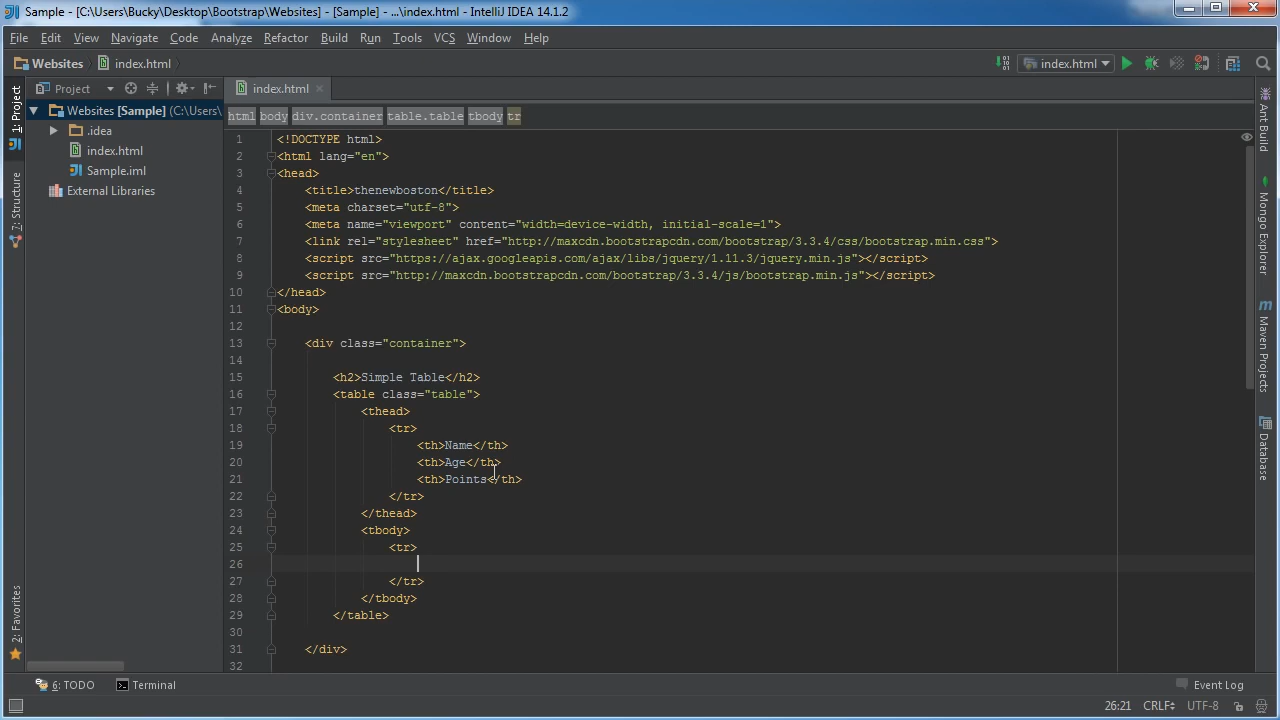 Sample - [C:\Users\Bucky\Desktop\Bootstrap\Websites] - [Sample] - ...\index.html - IntelliJ IDEA 14.1.2
File Edit View Navigate Code Analyze Refactor Build Run Tools VCS Window Help
Websites index.html index.html
Project index.html
Websites [Sample] (C:\Users\
.idea
index.html
Sample.iml
External Libraries
1: Project
7: Structure
2: Favorites
html body div.container table.table tbody tr
1 <!DOCTYPE html>
2 <html lang="en">
3 <head>
4 <title>thenewboston</title>
5 <meta charset="utf-8">
6 <meta name="viewport" content="width=device-width, initial-scale=1">
7 <link rel="stylesheet" href="http://maxcdn.bootstrapcdn.com/bootstrap/3.3.4/css/bootstrap.min.css">
8 <script src="https://ajax.googleapis.com/ajax/libs/jquery/1.11.3/jquery.min.js"></script>
9 <script src="http://maxcdn.bootstrapcdn.com/bootstrap/3.3.4/js/bootstrap.min.js"></script>
10 </head>
11 <body>
12
13 <div class="container">
14
15 <h2>Simple Table</h2>
16 <table class="table">
17 <thead>
18 <tr>
19 <th>Name</th>
20 <th>Age</th>
21 <th>Points</th>
22 </tr>
23 </thead>
24 <tbody>
25 <tr>
26
27 </tr>
28 </tbody>
29 </table>
30
31 </div>
32
Ant Build
Mongo Explorer
Maven Projects
Database
6: TODO Terminal Event Log
26:21 CRLF UTF-8